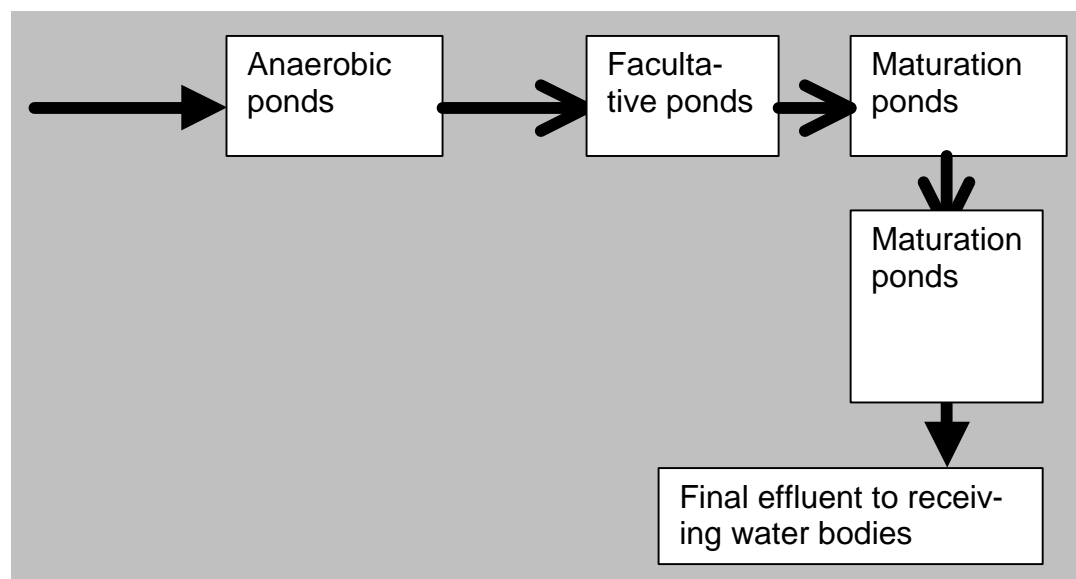 Anaerobic
ponds
Faculta-
tive ponds
Maturation
ponds
Maturation
ponds
Final effluent to receiv-
ing water bodies